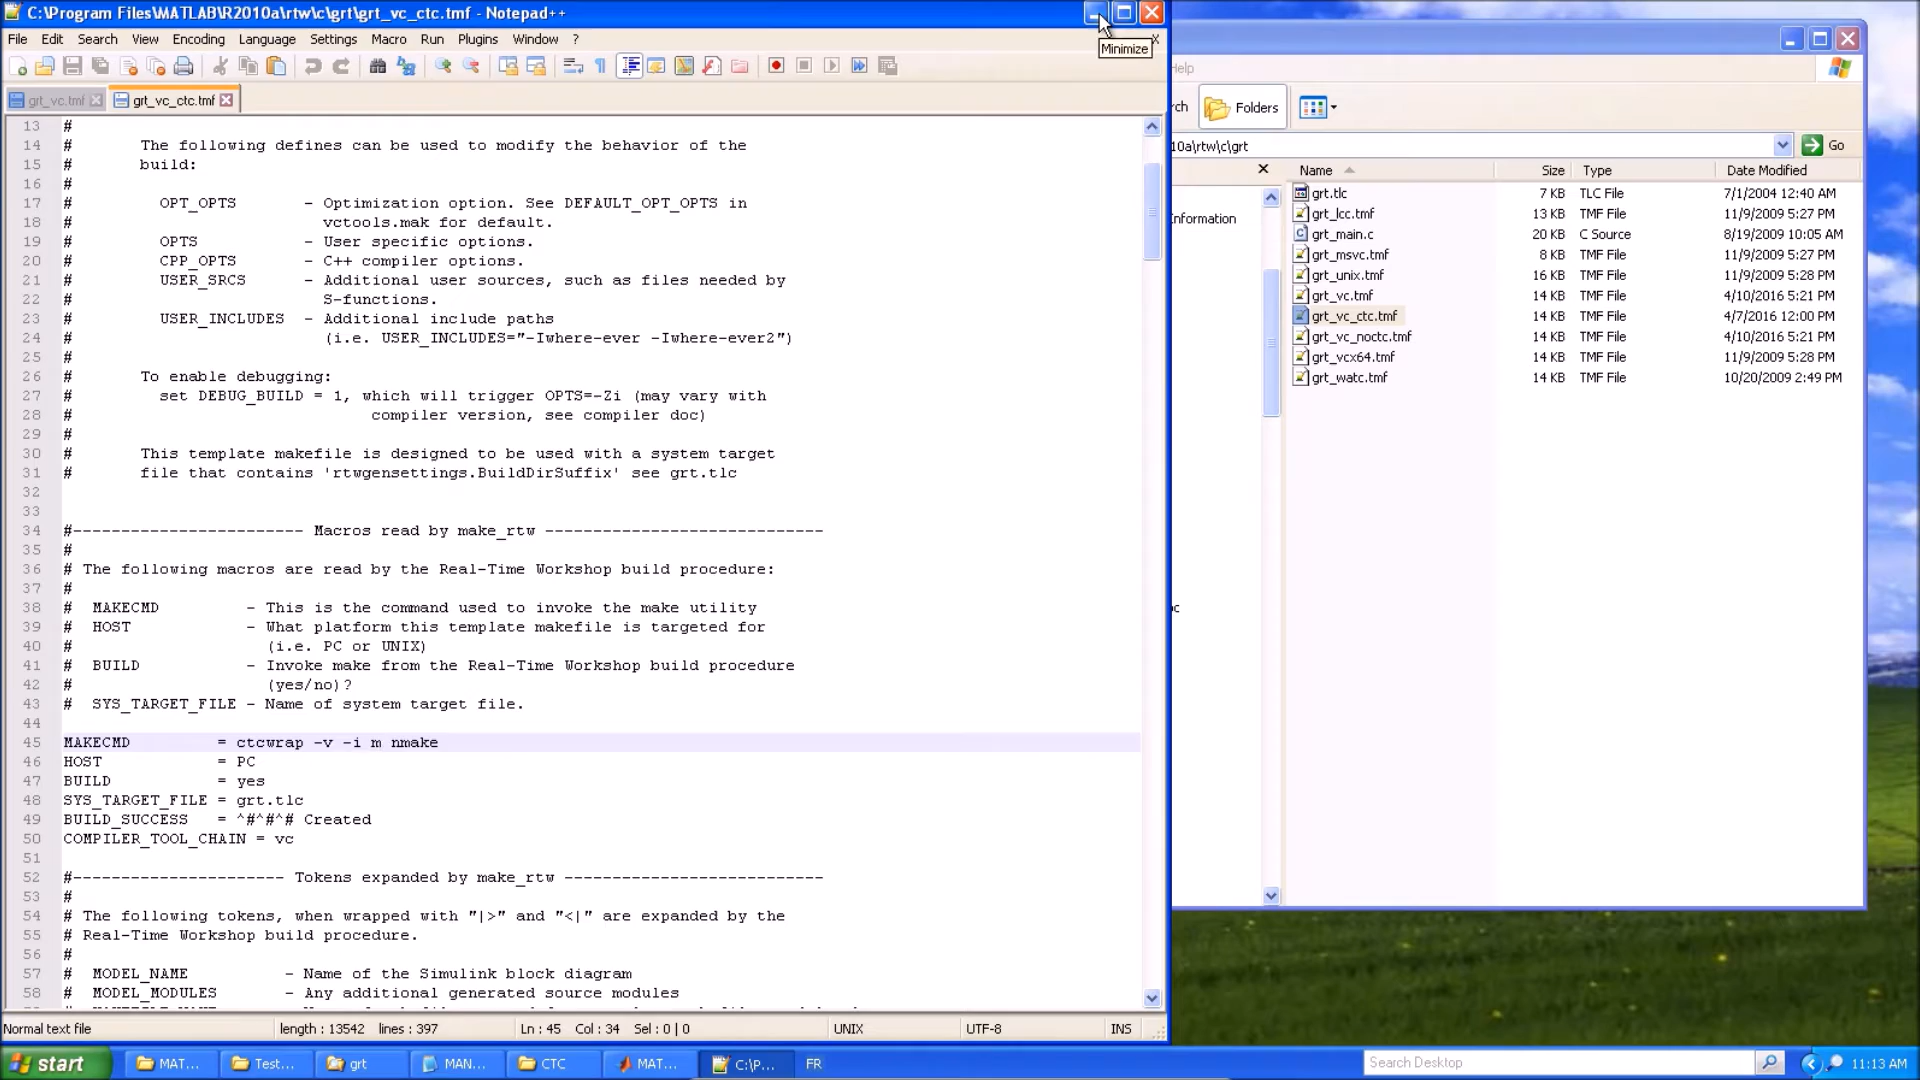 C:\Program Files\MATLAB\R2010a\rtw\c\grt\grt_vc_ctc.tmf - Notepad++
Minimize
File Edit Search View Encoding Language Settings Macro Run Plugins Window ?
X
grt_vc.tmf grt_vc_ctc.tmf
13 #
14 # The following defines can be used to modify the behavior of the
15 # build:
16 #
17 # OPT_OPTS - Optimization option. See DEFAULT_OPT_OPTS in
18 # vctools.mak for default.
19 # OPTS - User specific options.
20 # CPP_OPTS - C++ compiler options.
21 # USER_SRCS - Additional user sources, such as files needed by
22 # S-functions.
23 # USER_INCLUDES - Additional include paths
24 # (i.e. USER_INCLUDES="-Iwhere-ever -Iwhere-ever2")
25 #
26 # To enable debugging:
27 # set DEBUG_BUILD = 1, which will trigger OPTS=-Zi (may vary with
28 # compiler version, see compiler doc)
29 #
30 # This template makefile is designed to be used with a system target
31 # file that contains 'rtwgensettings.BuildDirSuffix' see grt.tlc
32
33
34 #------------------------ Macros read by make_rtw -----------------------------
35 #
36 # The following macros are read by the Real-Time Workshop build procedure:
37 #
38 # MAKECMD - This is the command used to invoke the make utility
39 # HOST - What platform this template makefile is targeted for
40 # (i.e. PC or UNIX)
41 # BUILD - Invoke make from the Real-Time Workshop build procedure
42 # (yes/no)?
43 # SYS_TARGET_FILE - Name of system target file.
44
45 MAKECMD = ctcwrap -v -i m nmake
46 HOST = PC
47 BUILD = yes
48 SYS_TARGET_FILE = grt.tlc
49 BUILD_SUCCESS = ^#^#^# Created
50 COMPILER_TOOL_CHAIN = vc
51
52 #---------------------- Tokens expanded by make_rtw ---------------------------
53 #
54 # The following tokens, when wrapped with "|>" and "<|" are expanded by the
55 # Real-Time Workshop build procedure.
56 #
57 # MODEL_NAME - Name of the Simulink block diagram
58 # MODEL_MODULES - Any additional generated source modules
Normal text file length : 13542 lines : 397 Ln : 45 Col : 34 Sel : 0 | 0 UNIX UTF-8 INS
Help
rch Folders
10a\rtw\c\grt Go
Name Size Type Date Modified
Information
grt.tlc 7 KB TLC File 7/1/2004 12:40 AM
grt_lcc.tmf 13 KB TMF File 11/9/2009 5:27 PM
grt_main.c 20 KB C Source 8/19/2009 10:05 AM
grt_msvc.tmf 8 KB TMF File 11/9/2009 5:27 PM
grt_unix.tmf 16 KB TMF File 11/9/2009 5:28 PM
grt_vc.tmf 14 KB TMF File 4/10/2016 5:21 PM
grt_vc_ctc.tmf 14 KB TMF File 4/7/2016 12:00 PM
grt_vc_noctc.tmf 14 KB TMF File 4/10/2016 5:21 PM
grt_vcx64.tmf 14 KB TMF File 11/9/2009 5:28 PM
grt_watc.tmf 14 KB TMF File 10/20/2009 2:49 PM
start MAT... Test... grt MAN... CTC MAT... C:\P... FR Search Desktop 11:13 AM